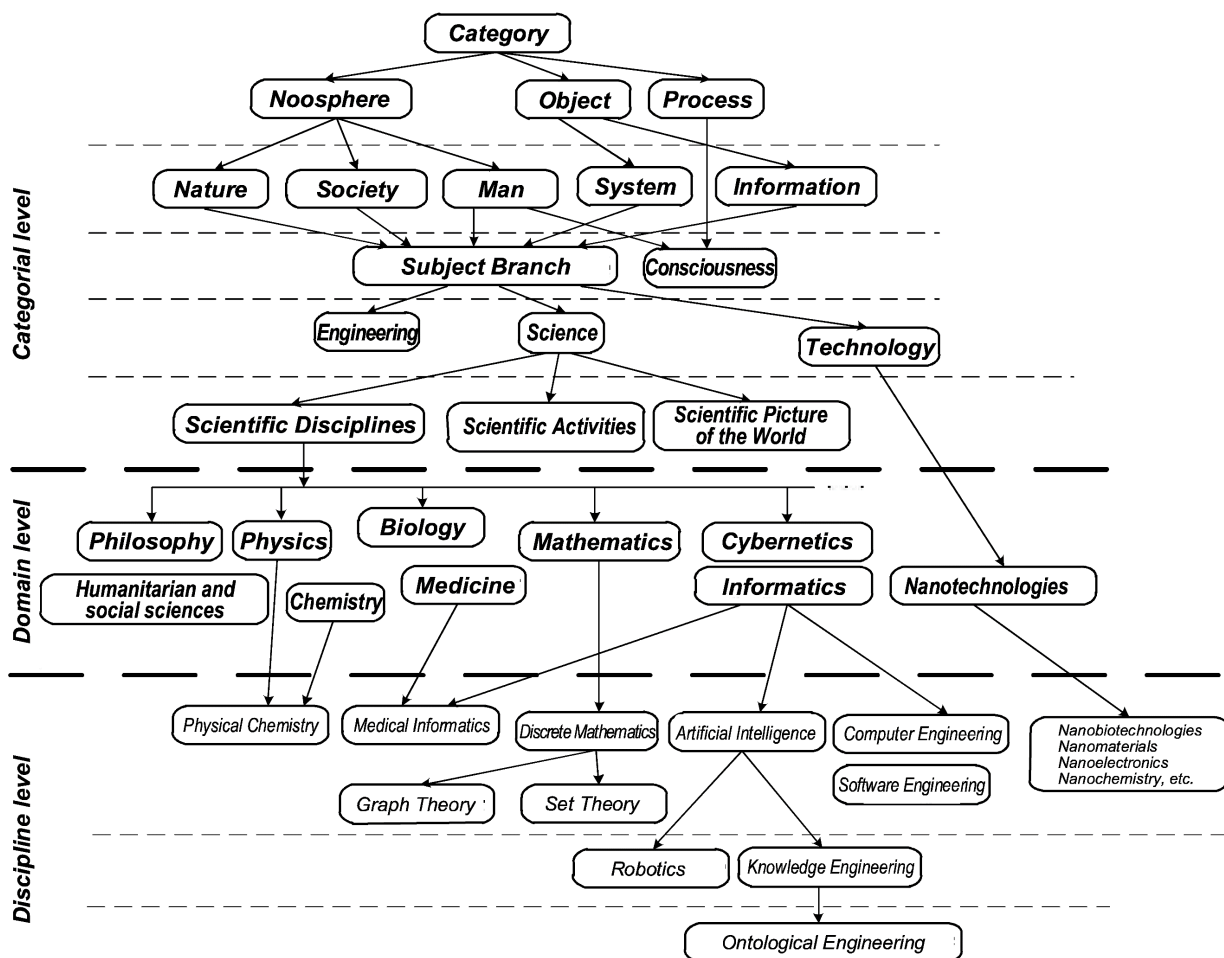 Category
Noosphere
Object
Process
Nature
Society
Man
System
Information
Subject Branch
Consciousness
Engineering
Science
Technology
Scientific Disciplines
Scientific Activities
Scientific Picture
of the World
Categorial level
Philosophy
Physics
Biology
Mathematics
Cybernetics
Humanitarian and
social sciences
Chemistry
Medicine
Informatics
Nanotechnologies
Domain level
Physical Chemistry
Medical Informatics
Discrete Mathematics
Artificial Intelligence
Computer Engineering
Nanobiotechnologies
Nanomaterials
Nanoelectronics
Nanochemistry, etc.
Software Engineering
Graph Theory
Set Theory
Robotics
Knowledge Engineering
Ontological Engineering
Discipline level